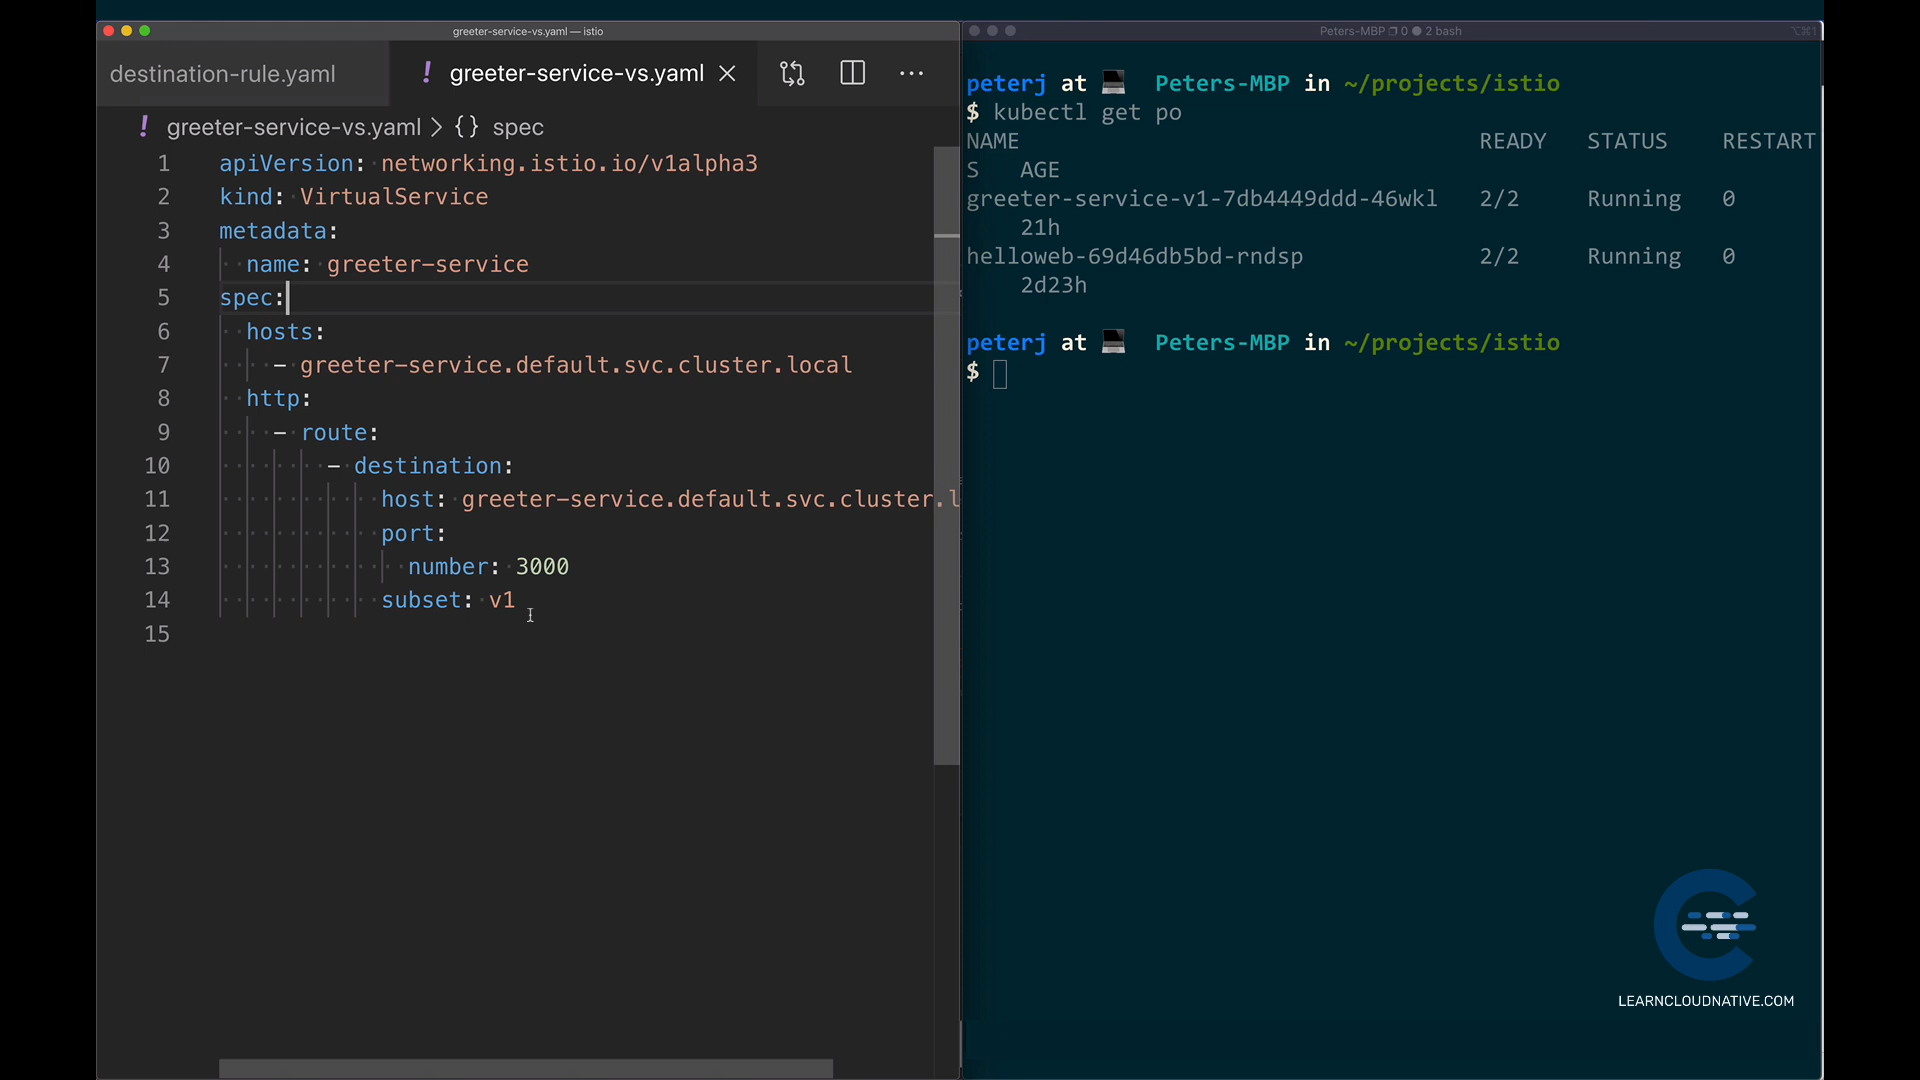 greeter-service-vs.yaml — istio
destination-rule.yaml
! greeter-service-vs.yaml
! greeter-service-vs.yaml > {} spec
1 apiVersion: networking.istio.io/v1alpha3
2 kind: VirtualService
3 metadata:
4 name: greeter-service
5 spec:
6 hosts:
7 - greeter-service.default.svc.cluster.local
8 http:
9 - route:
10 - destination:
11 host: greeter-service.default.svc.cluster.l
12 port:
13 number: 3000
14 subset: v1
15
Peters-MBP 0 2 bash
peterj at 💻 Peters-MBP in ~/projects/istio
$ kubectl get po
NAME READY STATUS RESTART
S AGE
greeter-service-v1-7db4449ddd-46wkl 2/2 Running 0
21h
helloweb-69d46db5bd-rndsp 2/2 Running 0
2d23h
peterj at 💻 Peters-MBP in ~/projects/istio
$
LEARNCLOUDNATIVE.COM